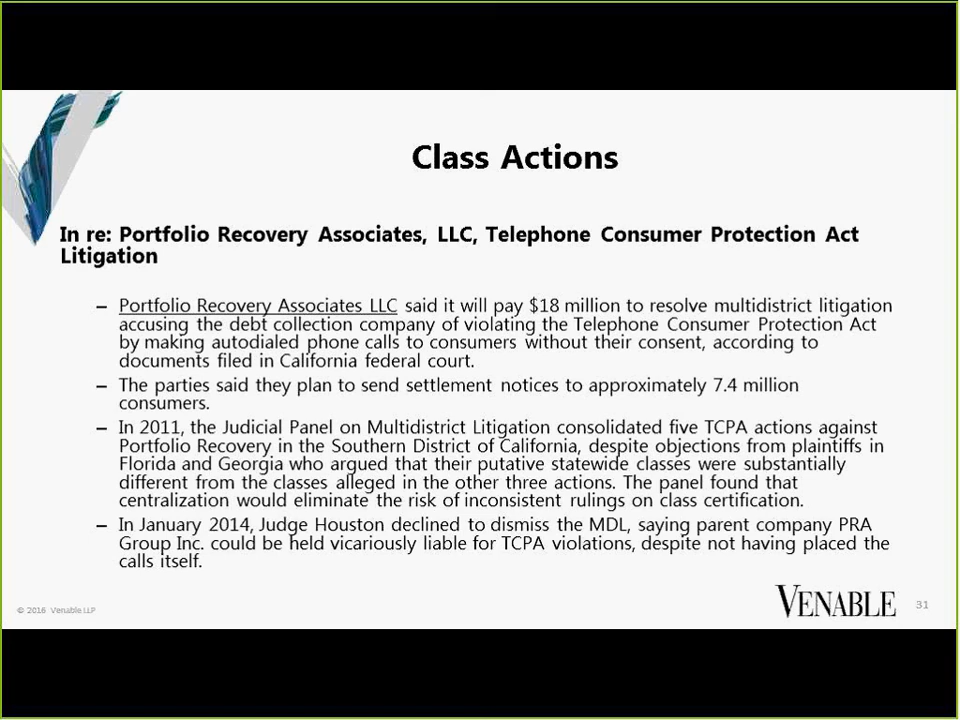 Class Actions
In re: Portfolio Recovery Associates, LLC, Telephone Consumer Protection Act
Litigation
– Portfolio Recovery Associates LLC said it will pay $18 million to resolve multidistrict litigation
accusing the debt collection company of violating the Telephone Consumer Protection Act
by making autodialed phone calls to consumers without their consent, according to
documents filed in California federal court.
– The parties said they plan to send settlement notices to approximately 7.4 million
consumers.
– In 2011, the Judicial Panel on Multidistrict Litigation consolidated five TCPA actions against
Portfolio Recovery in the Southern District of California, despite objections from plaintiffs in
Florida and Georgia who argued that their putative statewide classes were substantially
different from the classes alleged in the other three actions. The panel found that
centralization would eliminate the risk of inconsistent rulings on class certification.
– In January 2014, Judge Houston declined to dismiss the MDL, saying parent company PRA
Group Inc. could be held vicariously liable for TCPA violations, despite not having placed the
calls itself.
© 2016 Venable LLP
VENABLE
31